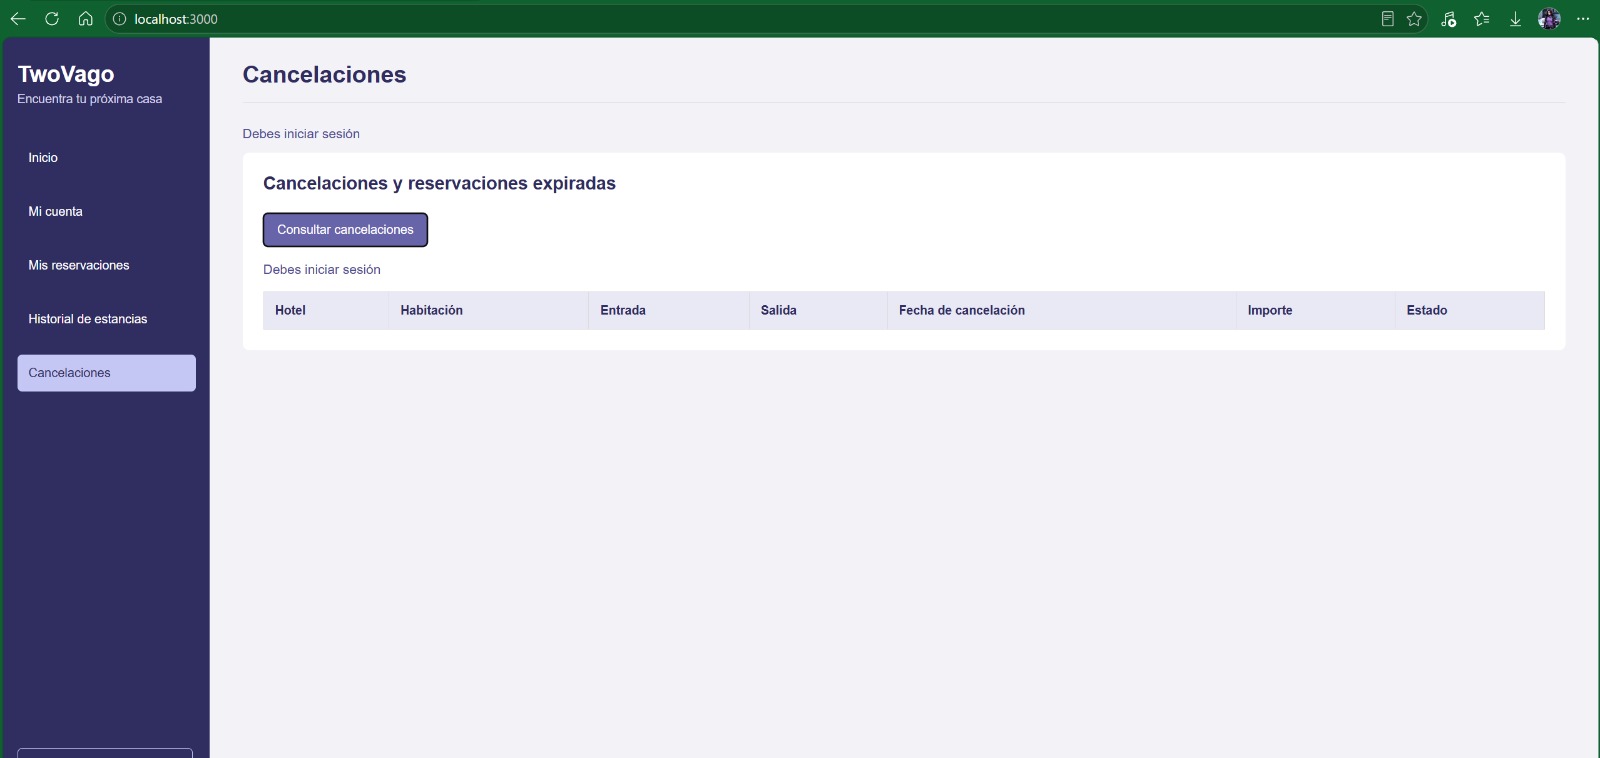 localhost:3000
TwoVago
Encuentra tu próxima casa
Inicio
Mi cuenta
Mis reservaciones
Historial de estancias
Cancelaciones
Cancelaciones
Debes iniciar sesión
Cancelaciones y reservaciones expiradas
Consultar cancelaciones
Debes iniciar sesión
Hotel Habitación Entrada Salida Fecha de cancelación Importe Estado